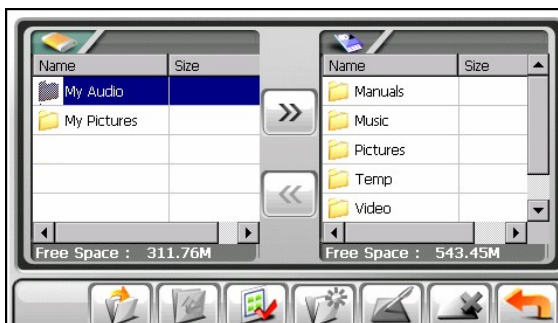 Name Size
My Audio
My Pictures
Free Space : 311.76M
Name Size
Manuals
Music
Pictures
Temp
Video
Free Space : 543.45M